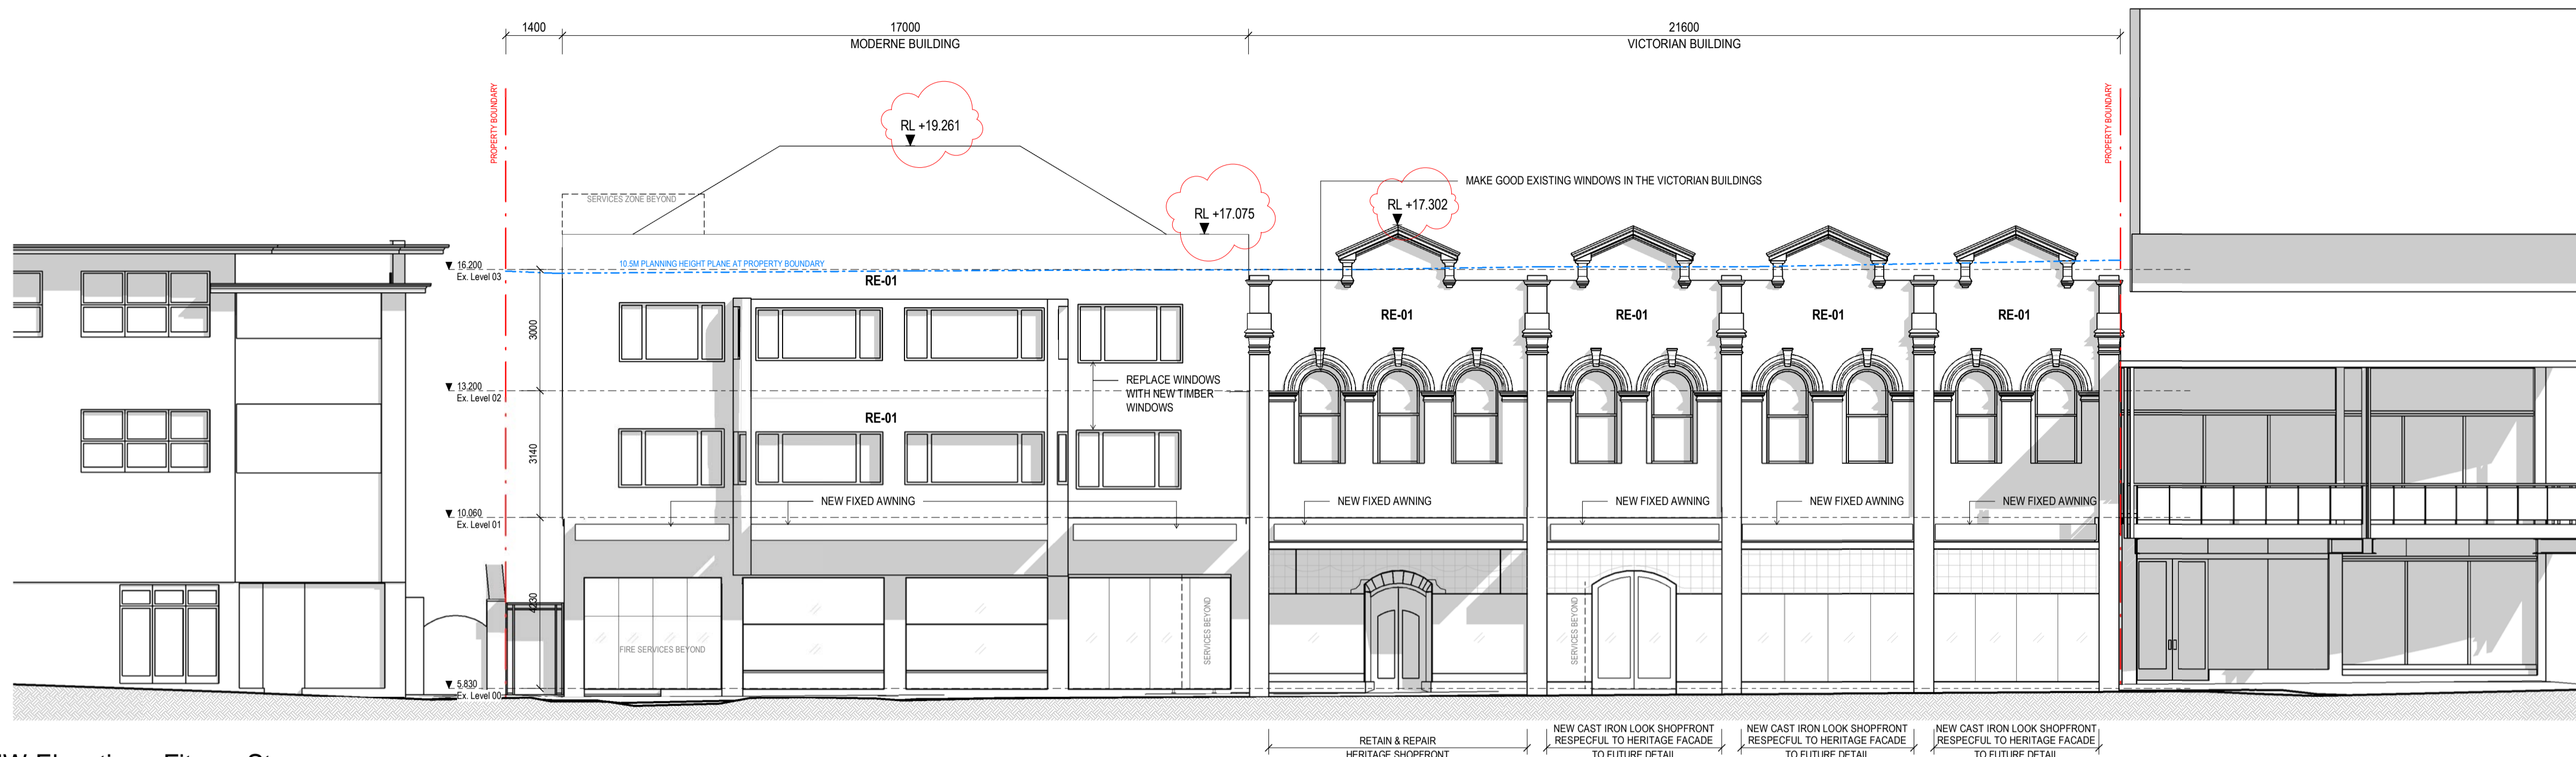 1400
17000
21600
MODERNE BUILDING
VICTORIAN BUILDING
PROPERTY BOUNDARY
PROPERTY BOUNDARY
RL +19.261
MAKE GOOD EXISTING WINDOWS IN THE VICTORIAN BUILDINGS
SERVICES ZONE BEYOND
RL +17.302
RL +17.075
10.5M PLANNING HEIGHT PLANE AT PROPERTY BOUNDARY
16.200
Ex. Level 03
RE-01
RE-01
RE-01
RE-01
RE-01
3000
REPLACE WINDOWS
WITH NEW TIMBER
WINDOWS
13.200
Ex. Level 02
RE-01
3140
NEW FIXED AWNING
NEW FIXED AWNING
NEW FIXED AWNING
NEW FIXED AWNING
NEW FIXED AWNING
10.060
Ex. Level 01
4230
FIRE SERVICES BEYOND
SERVICES BEYOND
SERVICES BEYOND
5.830
Ex. Level 00
RETAIN & REPAIR
HERITAGE SHOPFRONT
NEW CAST IRON LOOK SHOPFRONT
RESPECFUL TO HERITAGE FACADE
TO FUTURE DETAIL
NEW CAST IRON LOOK SHOPFRONT
RESPECFUL TO HERITAGE FACADE
TO FUTURE DETAIL
NEW CAST IRON LOOK SHOPFRONT
RESPECFUL TO HERITAGE FACADE
TO FUTURE DETAIL